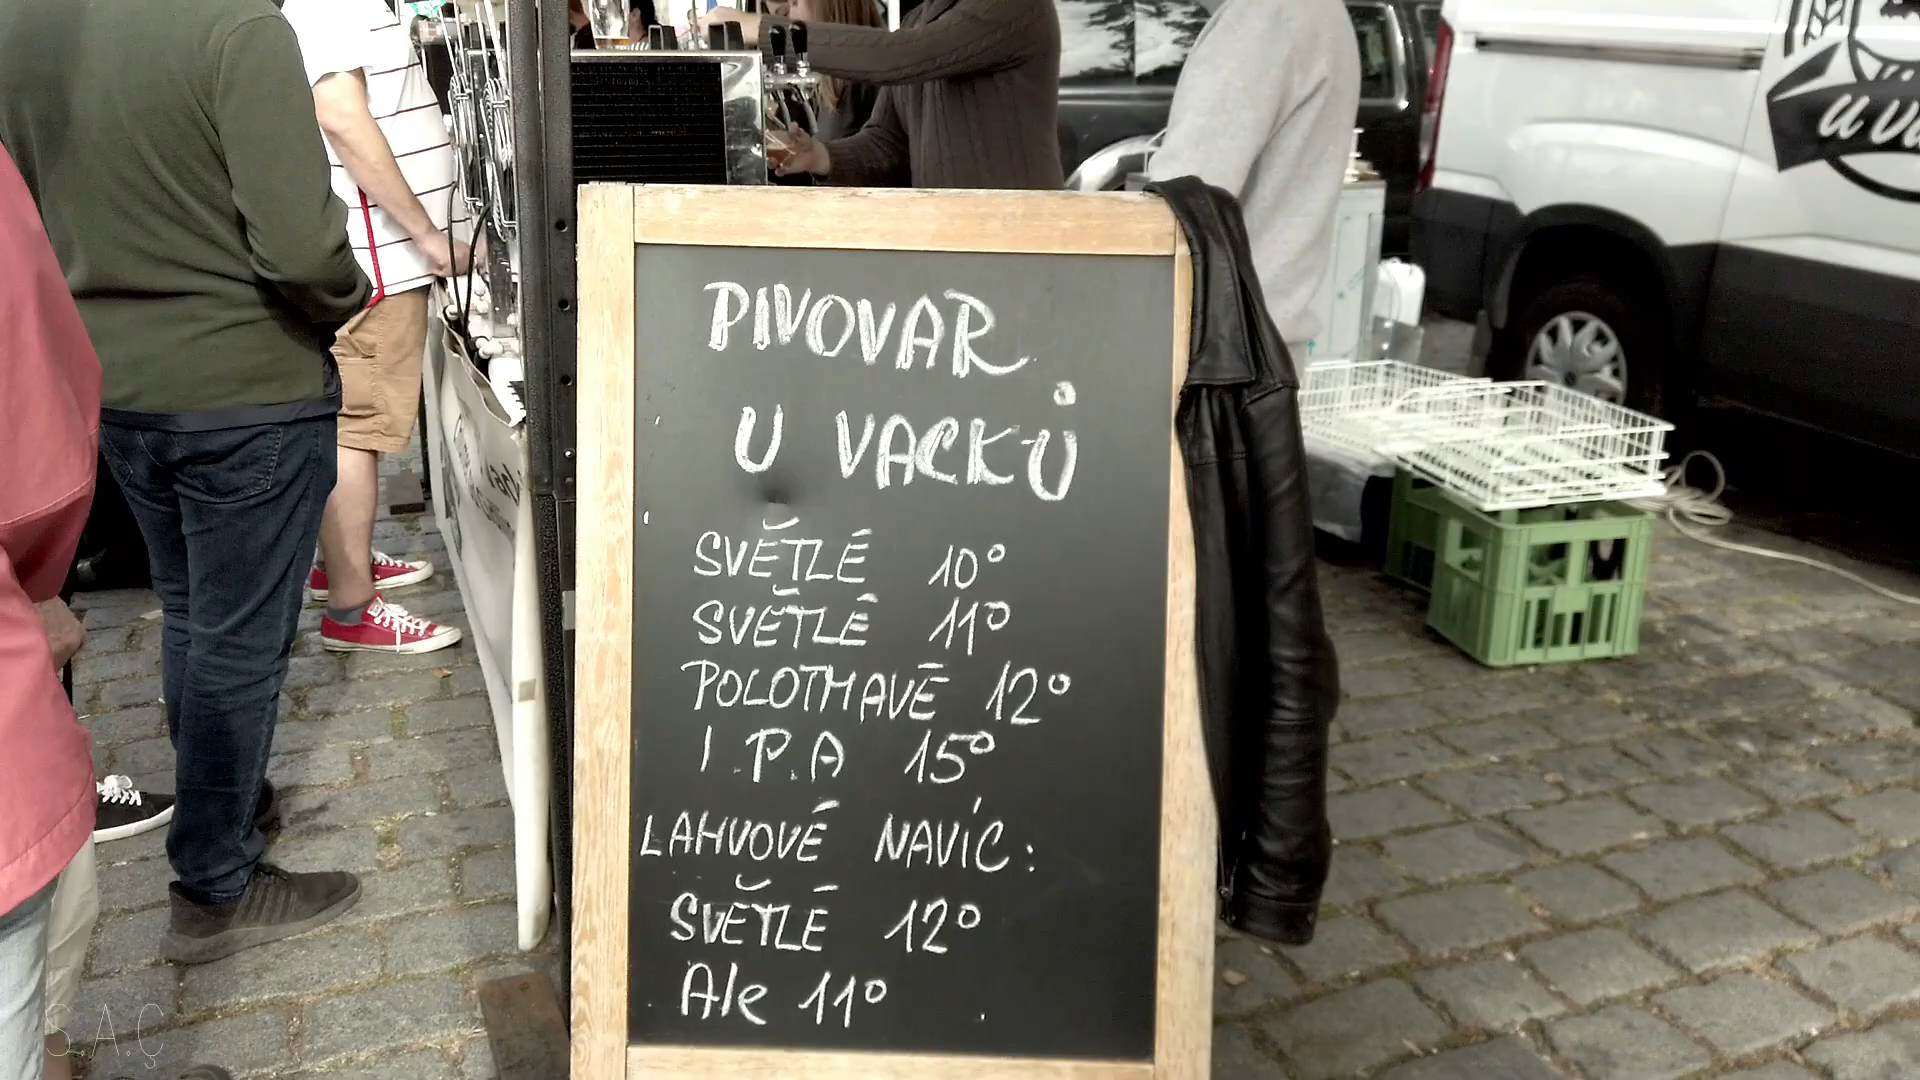 PIVOVAR
U VACKŮ
SVĚTLÉ 10°
SVĚTLÉ 11°
POLOTMAVÉ 12°
I.P.A 15°
LAHVOVÉ NAVÍC:
SVĚTLÉ 12°
Ale 11°
S.A.Ç